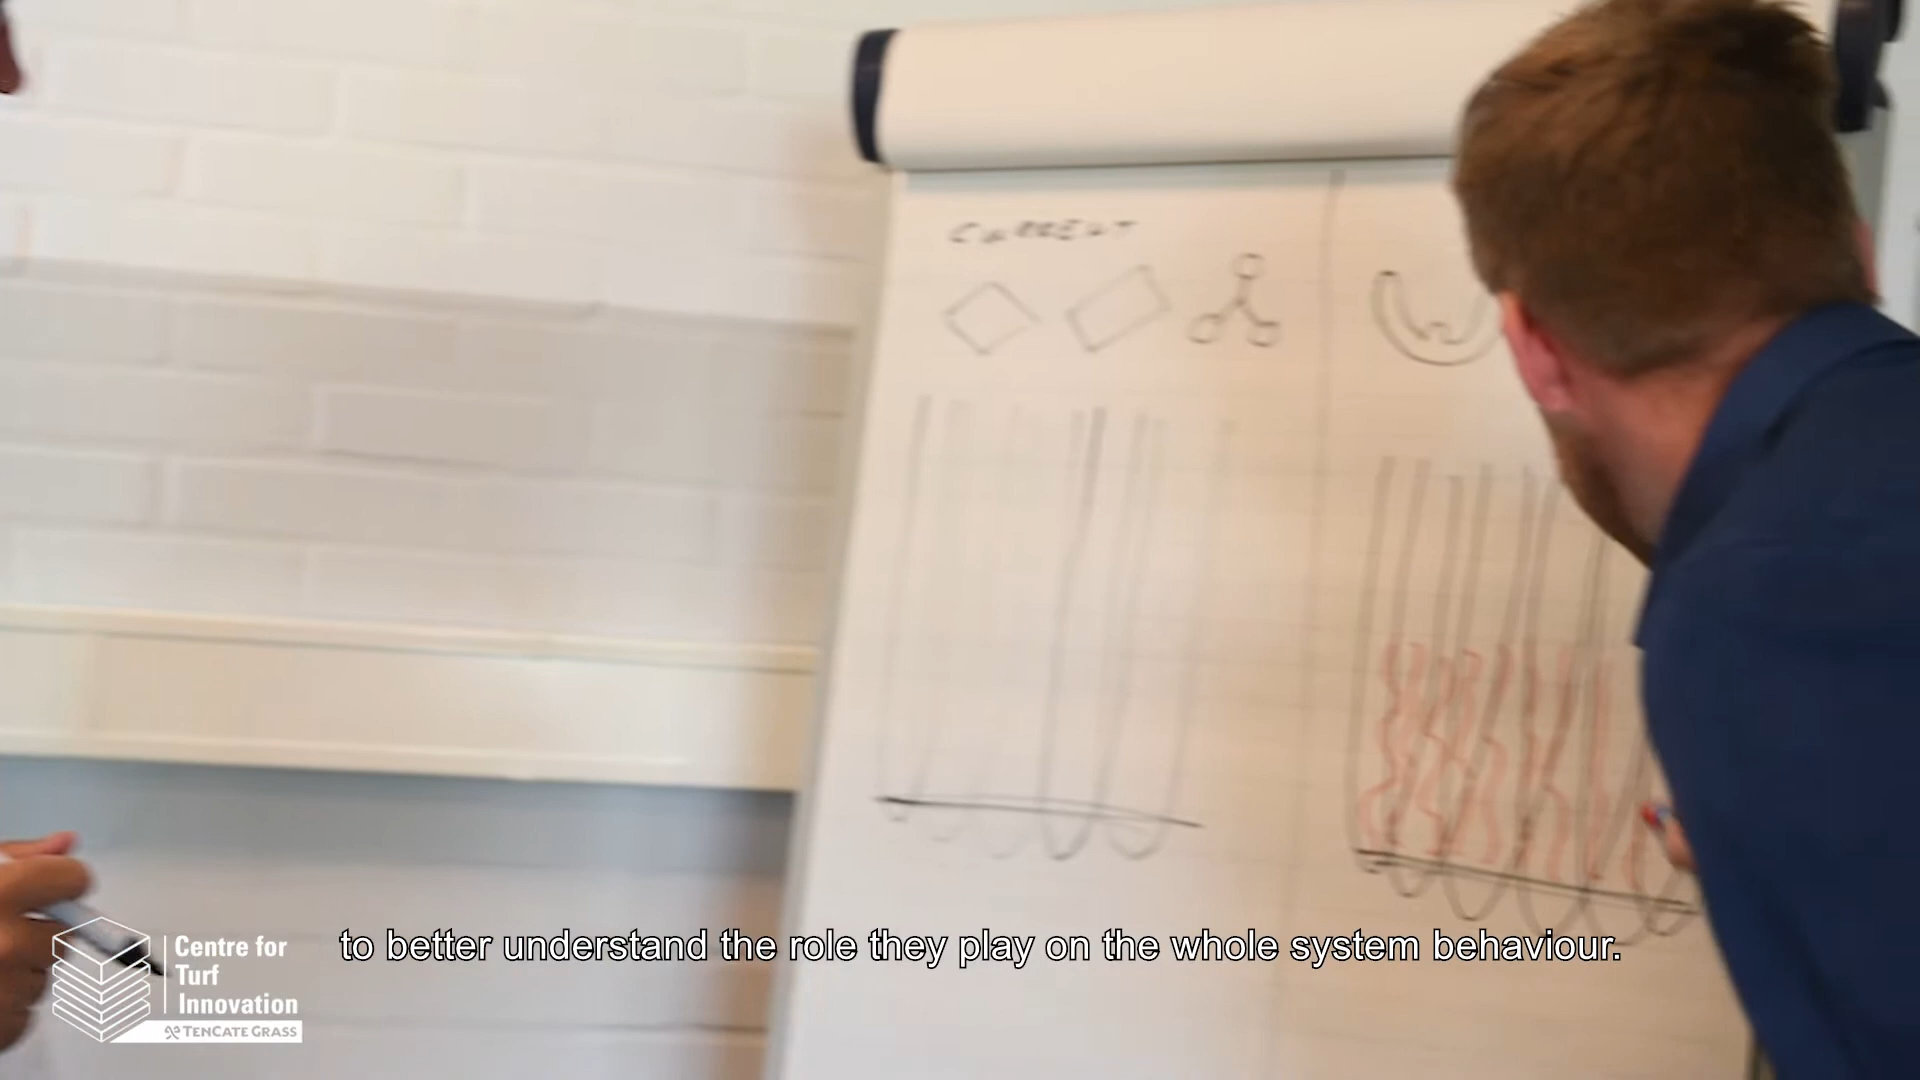 CURRENT
to better understand the role they play on the whole system behaviour.
Centre for
Turf
Innovation
TENCATE GRASS